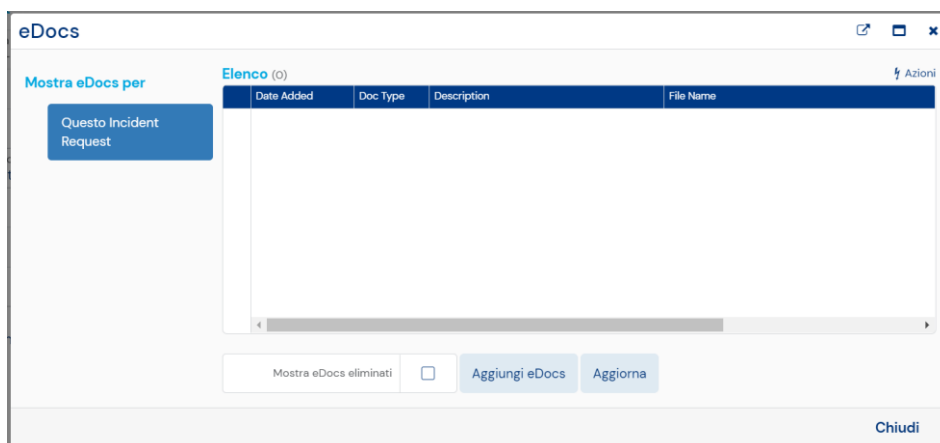 eDocs
Mostra eDocs per
Questo Incident
Request
Elenco (0)
Azioni
Date Added Doc Type Description File Name
Mostra eDocs eliminati
Aggiungi eDocs
Aggiorna
Chiudi